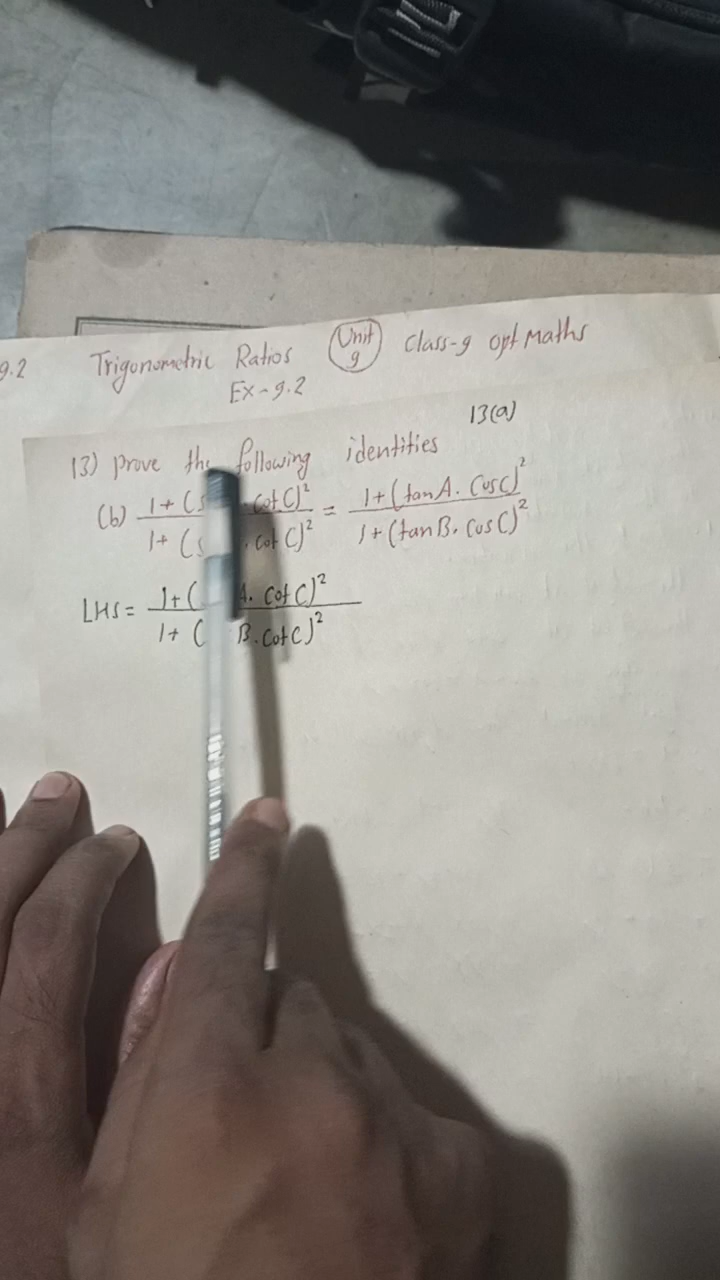 9.2 Trigonometric Ratios Unit 9 Class-9 opt Maths
Ex-9.2
13(a)
13) prove the following identities
(b) 1+( cot C)² / 1+( . cot C)² = 1+(tan A. Cos C)² / 1+(tan B. Cos C)²
LHS = 1+( A. Cot C)² / 1+( B. Cot C)²